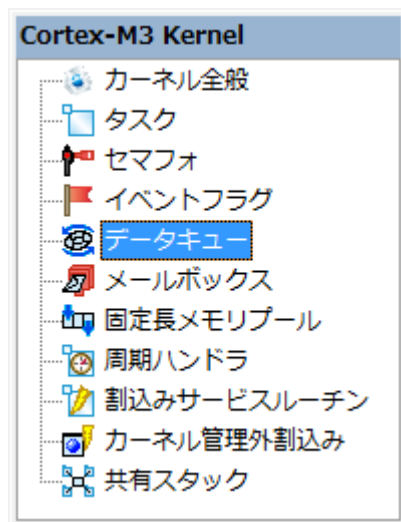 Cortex-M3 Kernel
カーネル全般
タスク
セマフォ
イベントフラグ
データキュー
メールボックス
固定長メモリプール
周期ハンドラ
割込みサービスルーチン
カーネル管理外割込み
共有スタック